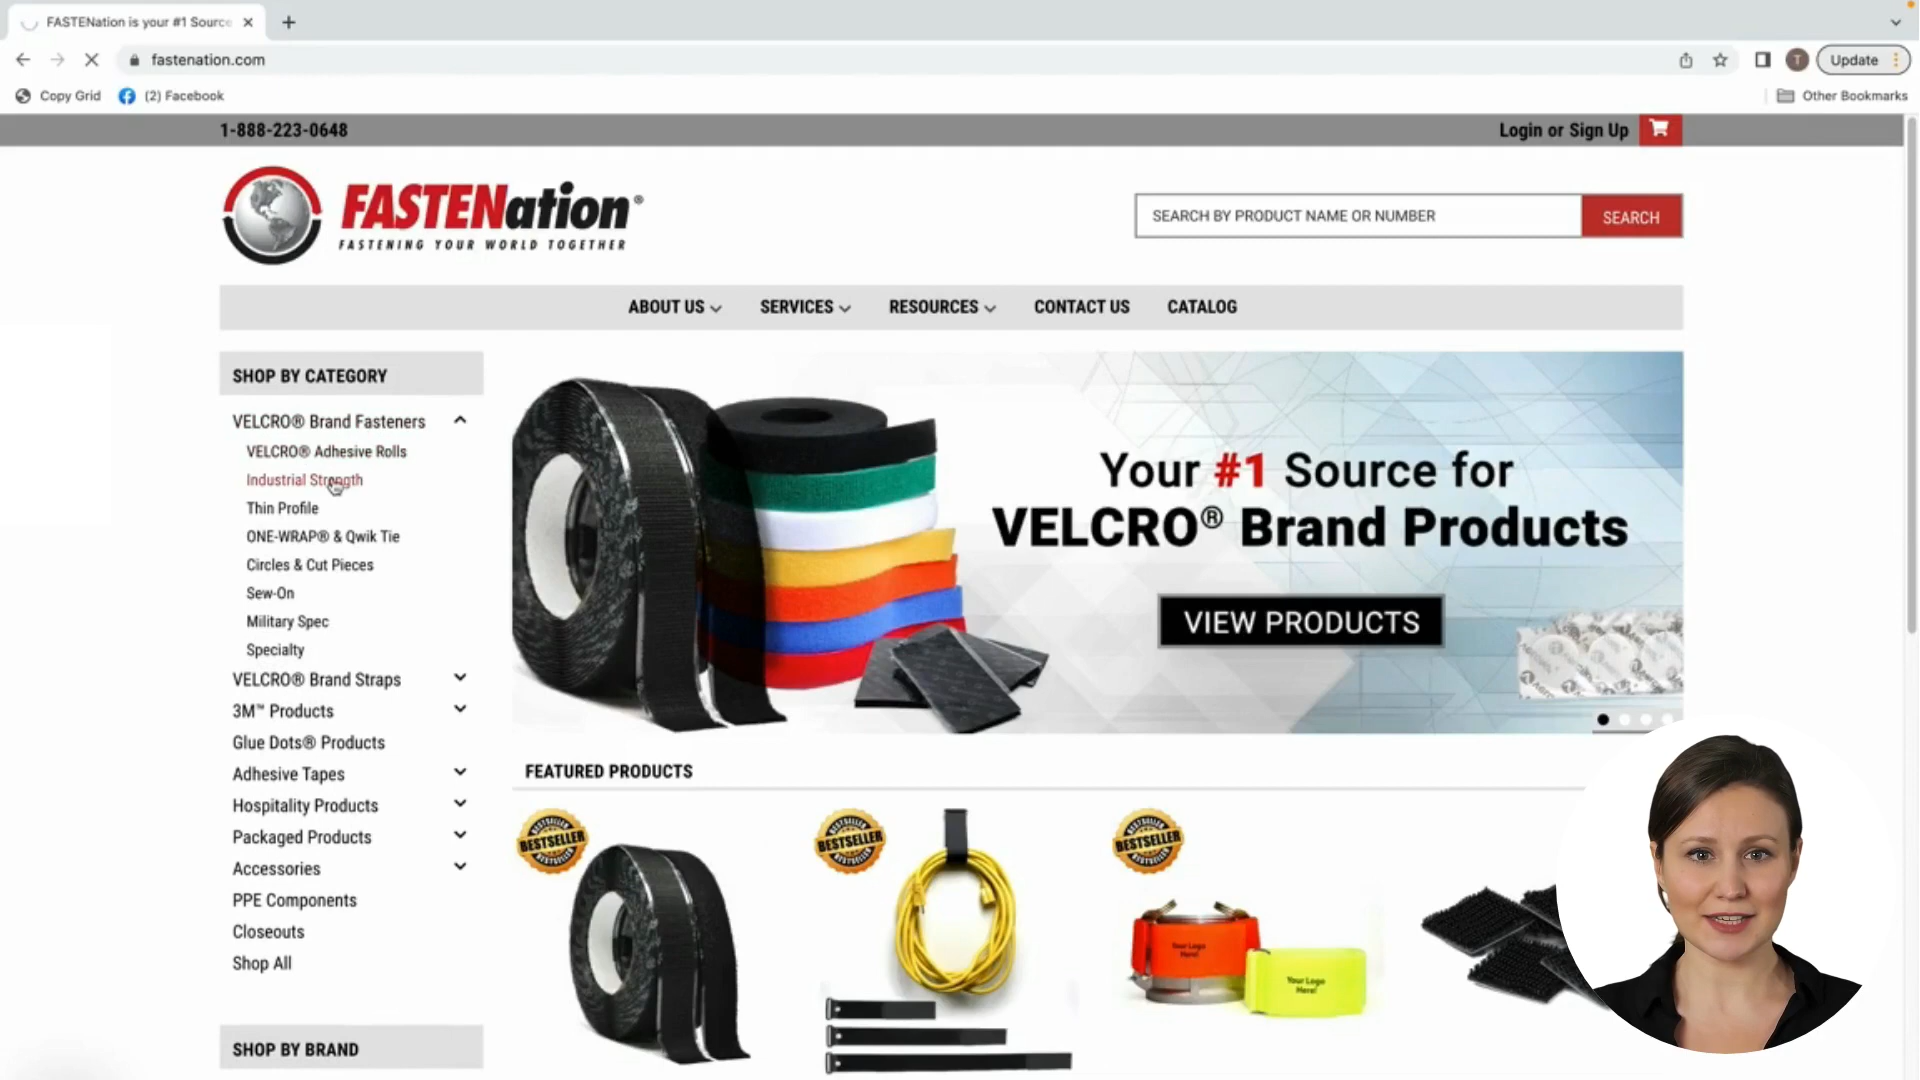 FASTENation is your #1 Source
fastenation.com
T
Update
Copy Grid
(2) Facebook
Other Bookmarks
1-888-223-0648
Login or Sign Up
FASTENation®
FASTENING YOUR WORLD TOGETHER
SEARCH BY PRODUCT NAME OR NUMBER
SEARCH
ABOUT US
SERVICES
RESOURCES
CONTACT US
CATALOG
SHOP BY CATEGORY
VELCRO® Brand Fasteners
VELCRO® Adhesive Rolls
Industrial Strength
Thin Profile
ONE-WRAP® & Qwik Tie
Circles & Cut Pieces
Sew-On
Military Spec
Specialty
VELCRO® Brand Straps
3M™ Products
Glue Dots® Products
Adhesive Tapes
Hospitality Products
Packaged Products
Accessories
PPE Components
Closeouts
Shop All
SHOP BY BRAND
Your #1 Source for
VELCRO® Brand Products
VIEW PRODUCTS
FEATURED PRODUCTS
BESTSELLER
BESTSELLER
BESTSELLER
Your Logo
Here!
Your Logo
Here!